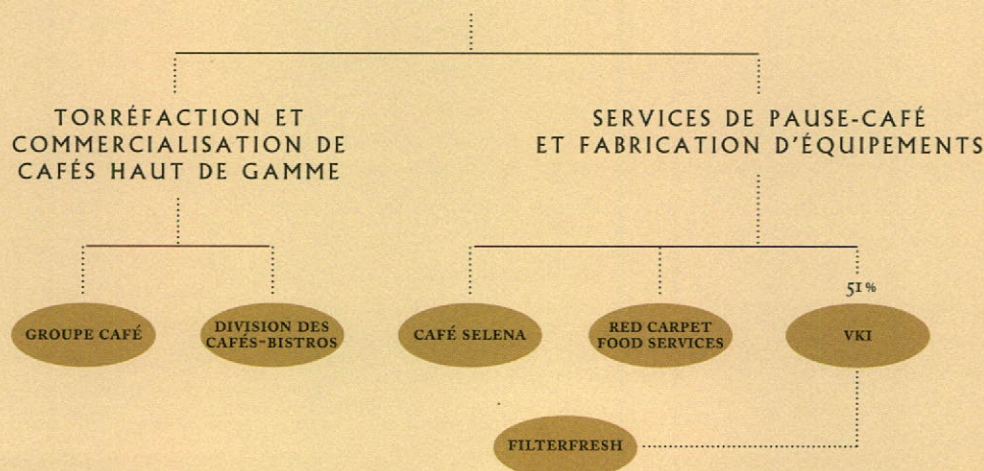 TORRÉFACTION ET
COMMERCIALISATION DE
CAFÉS HAUT DE GAMME
SERVICES DE PAUSE-CAFÉ
ET FABRICATION D'ÉQUIPEMENTS
GROUPE CAFÉ
DIVISION DES
CAFÉS-BISTROS
CAFÉ SELENA
RED CARPET
FOOD SERVICES
51 %
VKI
FILTERFRESH